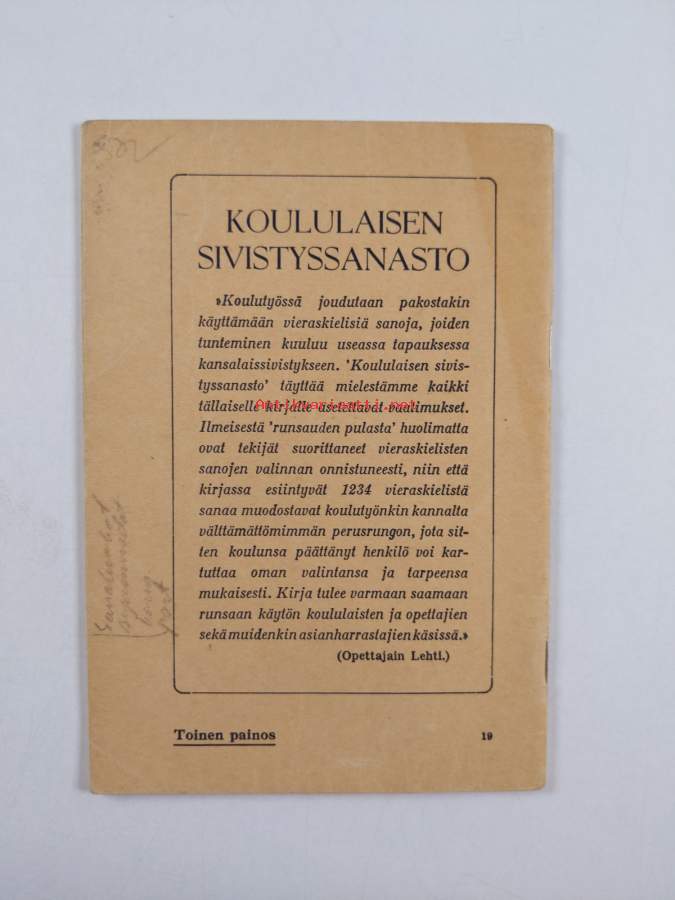 KOULULAISEN
SIVISTYSSANASTO
»Koulutyössä joudutaan pakostakin
käyttämään vieraskielisiä sanoja, joiden
tunteminen kuuluu useassa tapauksessa
kansalaissivistykseen. 'Koululaisen sivis-
tyssanasto' täyttää mielestämme kaikki
tällaiselle kirjalle asetettavat vaatimukset.
Antikvariaatti.net
Ilmeisestä 'runsauden pulasta' huolimatta
ovat tekijät suorittaneet vieraskielisten
sanojen valinnan onnistuneesti, niin että
kirjassa esiintyvät 1234 vieraskielistä
sanaa muodostavat koulutyönkin kannalta
välttämättömimmän perusrungon, jota sit-
ten koulunsa päättänyt henkilö voi kar-
tuttaa oman valintansa ja tarpeensa
mukaisesti. Kirja tulee varmaan saamaan
runsaan käytön koululaisten ja opettajien
sekä muidenkin asianharrastajien käsissä.»
(Opettajain Lehti.)
Toinen painos 19